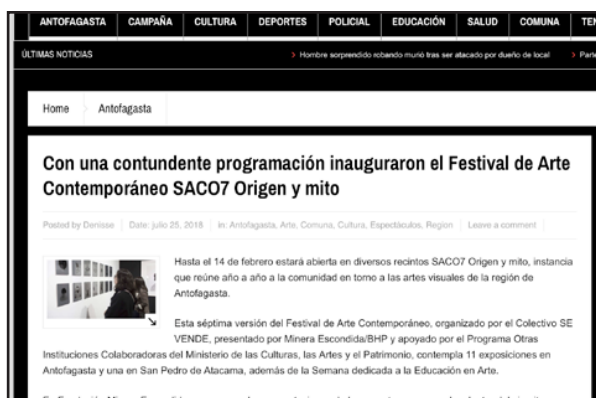 ANTOFAGASTA CAMPAÑA CULTURA DEPORTES POLICIAL EDUCACIÓN SALUD COMUNA TEN
ÚLTIMAS NOTICIAS › Hombre sorprendido robando murió tras ser atacado por dueño de local › Parte
Home Antofagasta
Con una contundente programación inauguraron el Festival de Arte
Contemporáneo SACO7 Origen y mito
Posted by Denisse Date: julio 25, 2018 in: Antofagasta, Arte, Comuna, Cultura, Espectáculos, Region Leave a comment
Hasta el 14 de febrero estará abierta en diversos recintos SACO7 Origen y mito, instancia
que reúne año a año a la comunidad en torno a las artes visuales de la región de
Antofagasta.
Esta séptima versión del Festival de Arte Contemporáneo, organizado por el Colectivo SE
VENDE, presentado por Minera Escondida/BHP y apoyado por el Programa Otras
Instituciones Colaboradoras del Ministerio de las Culturas, las Artes y el Patrimonio, contempla 11 exposiciones en
Antofagasta y una en San Pedro de Atacama, además de la Semana dedicada a la Educación en Arte.